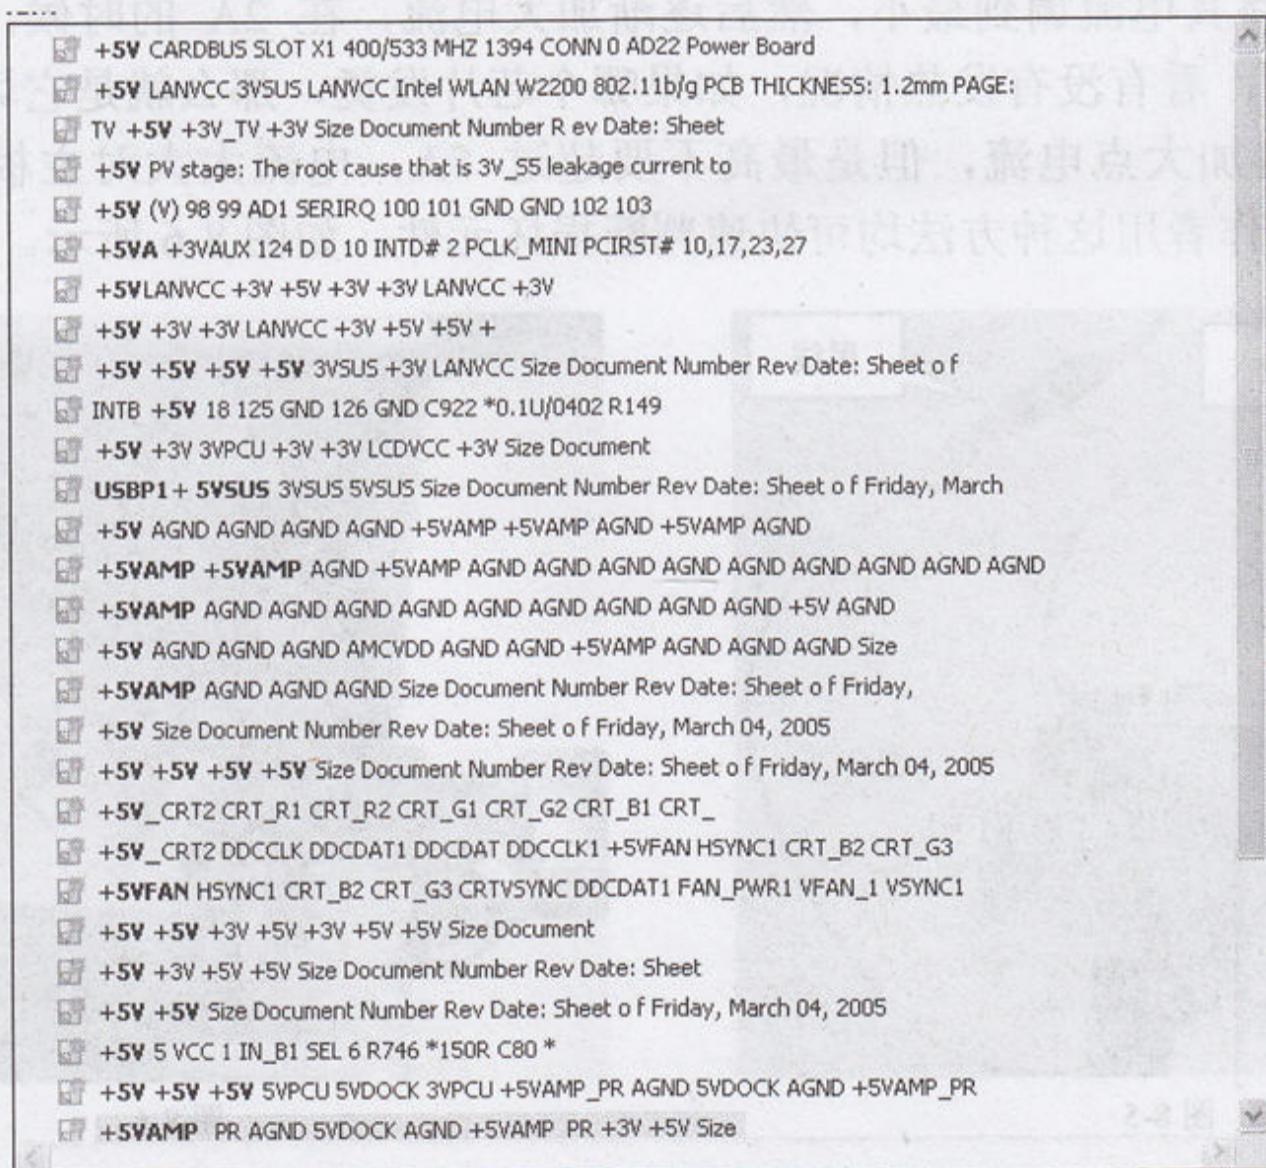 +5V CARDBUS SLOT X1 400/533 MHZ 1394 CONN 0 AD22 Power Board
+5V LANVCC 3VSUS LANVCC Intel WLAN W2200 802.11b/g PCB THICKNESS: 1.2mm PAGE:
TV +5V +3V_TV +3V Size Document Number R ev Date: Sheet
+5V PV stage: The root cause that is 3V_S5 leakage current to
+5V (V) 98 99 AD1 SERIRQ 100 101 GND GND 102 103
+5VA +3VAUX 124 D D 10 INTD# 2 PCLK_MINI PCIRST# 10,17,23,27
+5VLANVCC +3V +5V +3V +3V LANVCC +3V
+5V +3V +3V LANVCC +3V +5V +5V +
+5V +5V +5V +5V 3VSUS +3V LANVCC Size Document Number Rev Date: Sheet o f
INTB +5V 18 125 GND 126 GND C922 *0.1U/0402 R149
+5V +3V 3VPCU +3V +3V LCDVCC +3V Size Document
USBP1+ 5VSUS 3VSUS 5VSUS Size Document Number Rev Date: Sheet o f Friday, March
+5V AGND AGND AGND AGND +5VAMP +5VAMP AGND +5VAMP AGND
+5VAMP +5VAMP AGND +5VAMP AGND AGND AGND AGND AGND AGND AGND AGND AGND
+5VAMP AGND AGND AGND AGND AGND AGND AGND AGND AGND +5V AGND
+5V AGND AGND AGND AMCVDD AGND AGND +5VAMP AGND AGND AGND Size
+5VAMP AGND AGND AGND Size Document Number Rev Date: Sheet o f Friday,
+5V Size Document Number Rev Date: Sheet o f Friday, March 04, 2005
+5V +5V +5V +5V Size Document Number Rev Date: Sheet o f Friday, March 04, 2005
+5V_CRT2 CRT_R1 CRT_R2 CRT_G1 CRT_G2 CRT_B1 CRT_
+5V_CRT2 DDCCLK DDCDAT1 DDCDAT DDCCLK1 +5VFAN HSYNC1 CRT_B2 CRT_G3
+5VFAN HSYNC1 CRT_B2 CRT_G3 CRTVSYNC DDCDAT1 FAN_PWR1 VFAN_1 VSYNC1
+5V +5V +3V +5V +3V +5V +5V Size Document
+5V +3V +5V +5V Size Document Number Rev Date: Sheet
+5V +5V Size Document Number Rev Date: Sheet o f Friday, March 04, 2005
+5V 5 VCC 1 IN_B1 SEL 6 R746 *150R C80 *
+5V +5V +5V 5VPCU 5VDOCK 3VPCU +5VAMP_PR AGND 5VDOCK AGND +5VAMP_PR
+5VAMP PR AGND 5VDOCK AGND +5VAMP PR +3V +5V Size